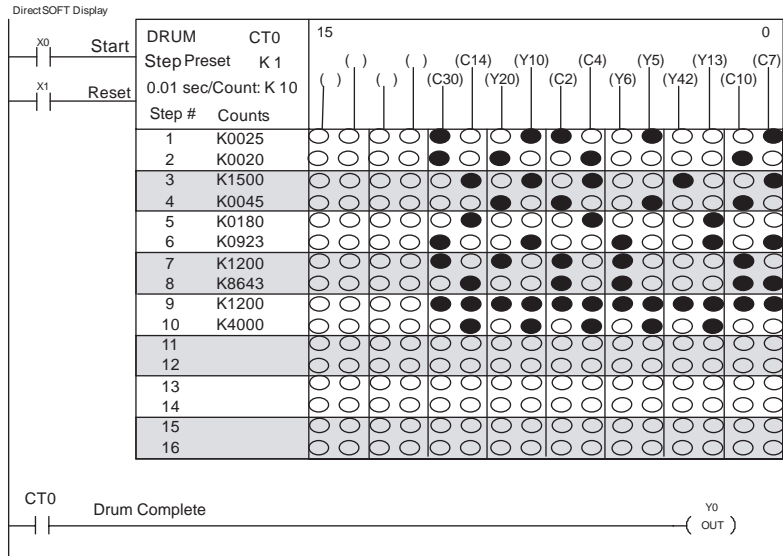 DirectSOFT Display
X0 Start
X1 Reset
DRUM CT0
Step Preset K 1
0.01 sec/Count: K 10
Step # Counts
15 0
( ) ( ) (C14) (Y10) (C4) (Y5) (Y13) (C7)
( ) ( ) (C30) (Y20) (C2) (Y6) (Y42) (C10)
1 K0025
2 K0020
3 K1500
4 K0045
5 K0180
6 K0923
7 K1200
8 K8643
9 K1200
10 K4000
11
12
13
14
15
16
CT0 Drum Complete Y0
( OUT )